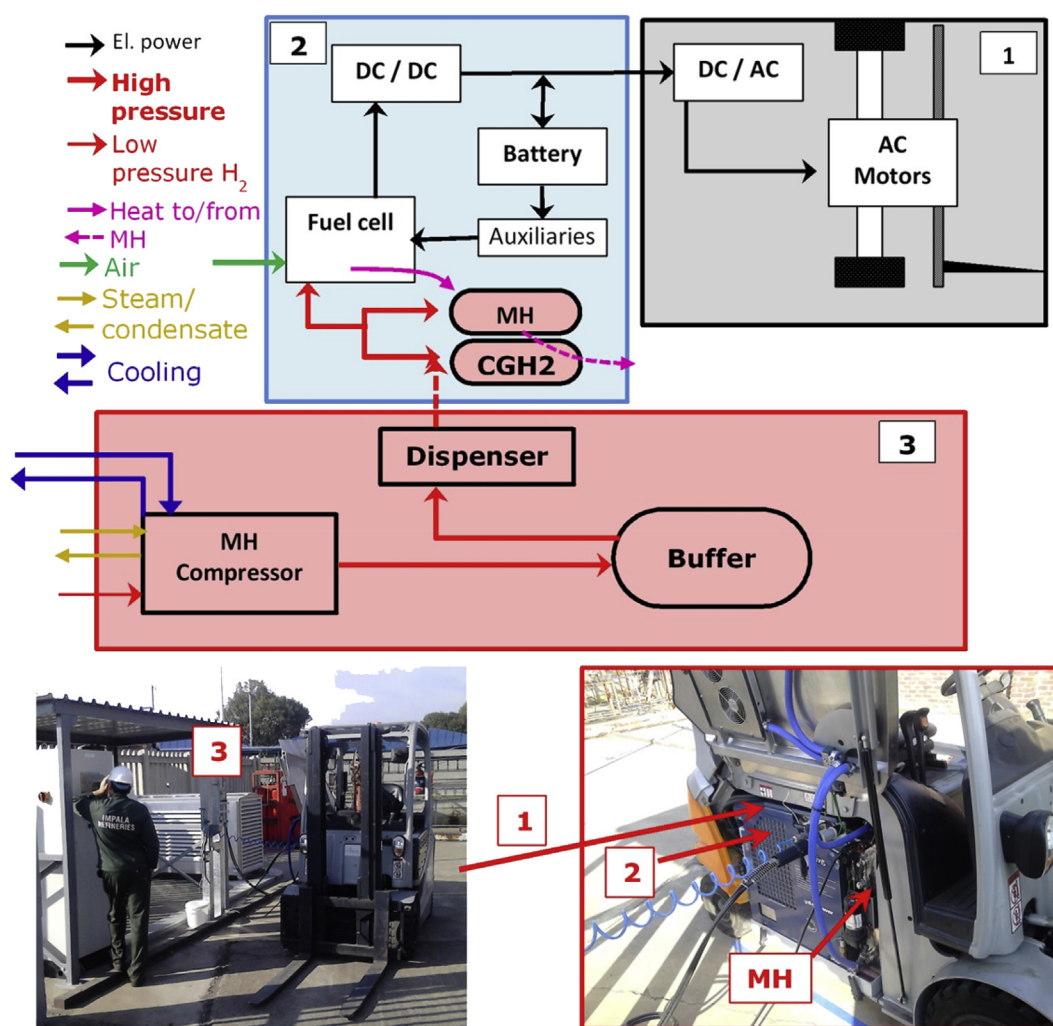 El. power
High
pressure
Low
pressure H2
Heat to/from
MH
Air
Steam/
condensate
Cooling
2
DC / DC
Battery
Fuel cell
Auxiliaries
MH
CGH2
DC / AC
1
AC
Motors
3
Dispenser
MH
Compressor
Buffer
3
IMPALA
REFINERIES
1
2
MH